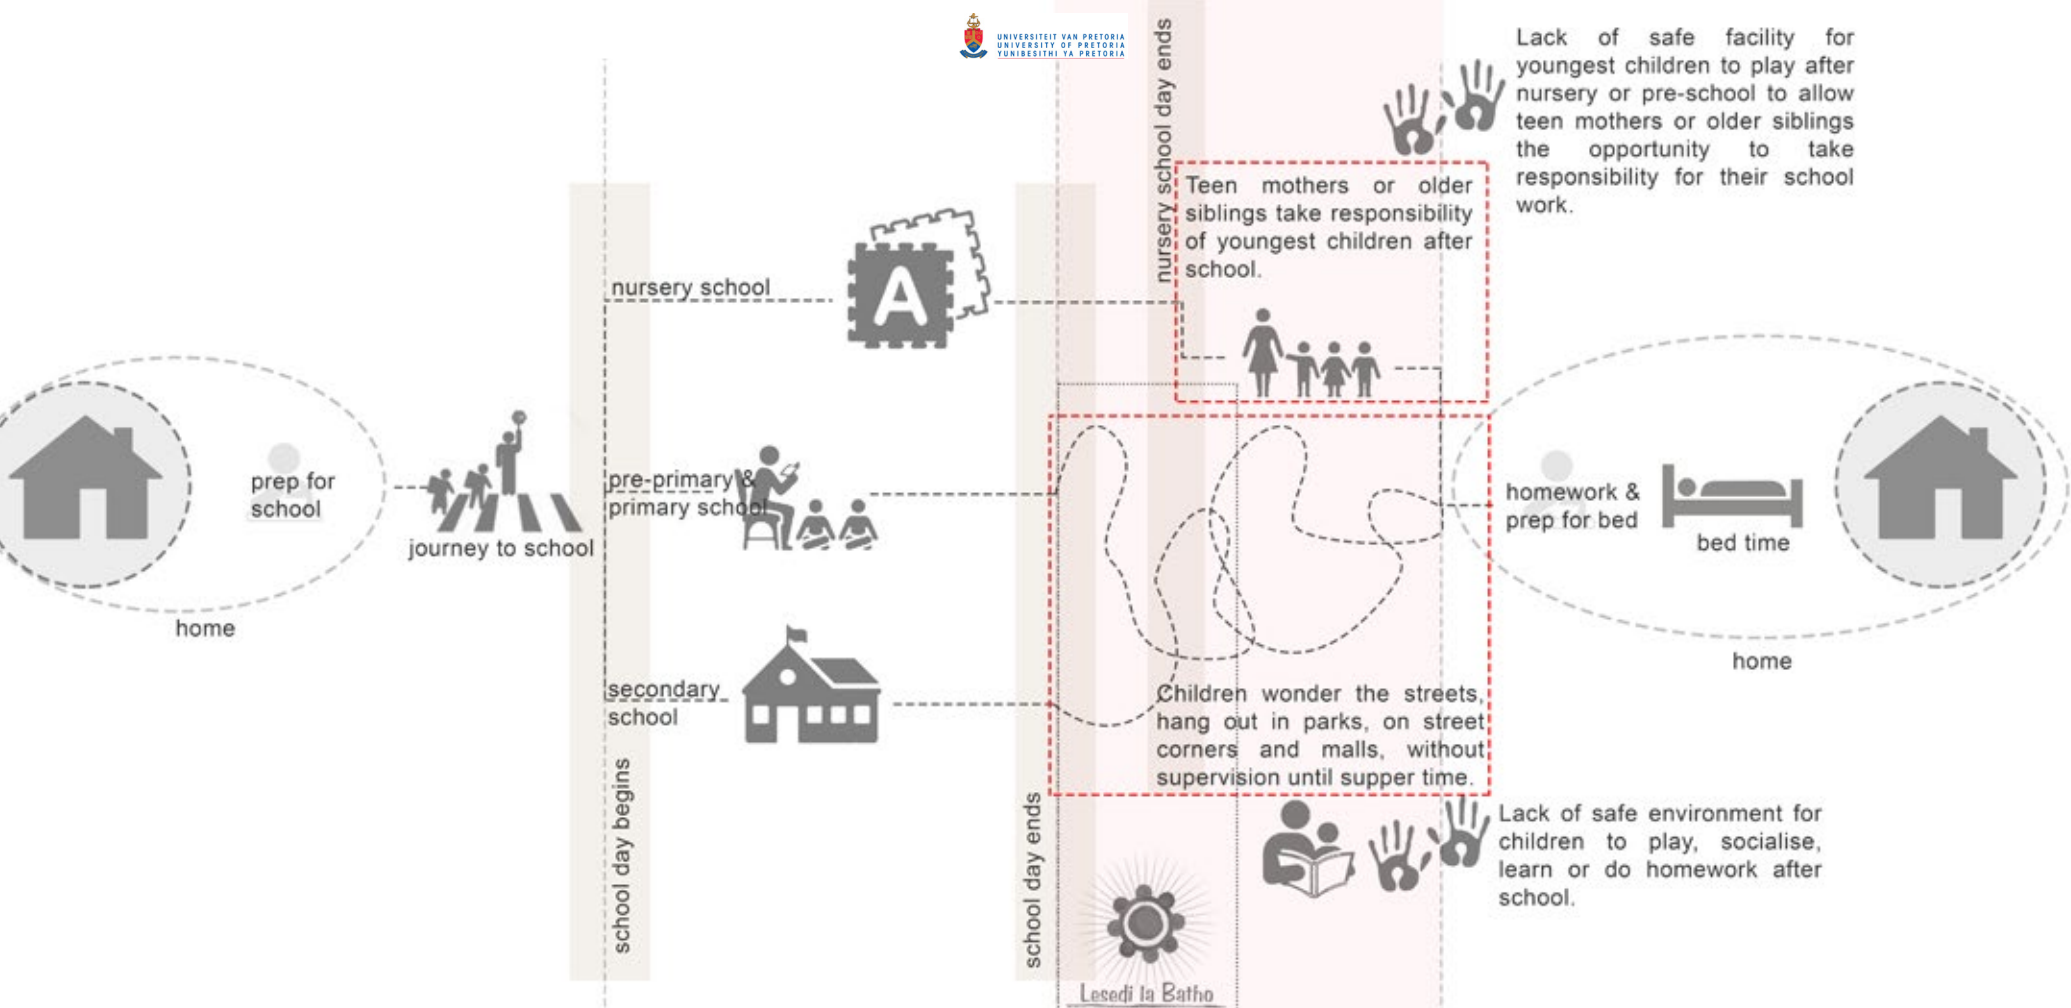 UNIVERSITEIT VAN PRETORIA
UNIVERSITY OF PRETORIA
YUNIBESITHI YA PRETORIA
nursery school day ends
Lack of safe facility for
youngest children to play after
nursery or pre-school to allow
teen mothers or older siblings
the opportunity to take
responsibility for their school
work.
Teen mothers or older
siblings take responsibility
of youngest children after
school.
nursery school
prep for
school
journey to school
home
pre-primary &
primary school
homework &
prep for bed
bed time
home
secondary
school
Children wonder the streets,
hang out in parks, on street
corners and malls, without
supervision until supper time.
school day begins
school day ends
Lack of safe environment for
children to play, socialise,
learn or do homework after
school.
A
Lesedi la Batho